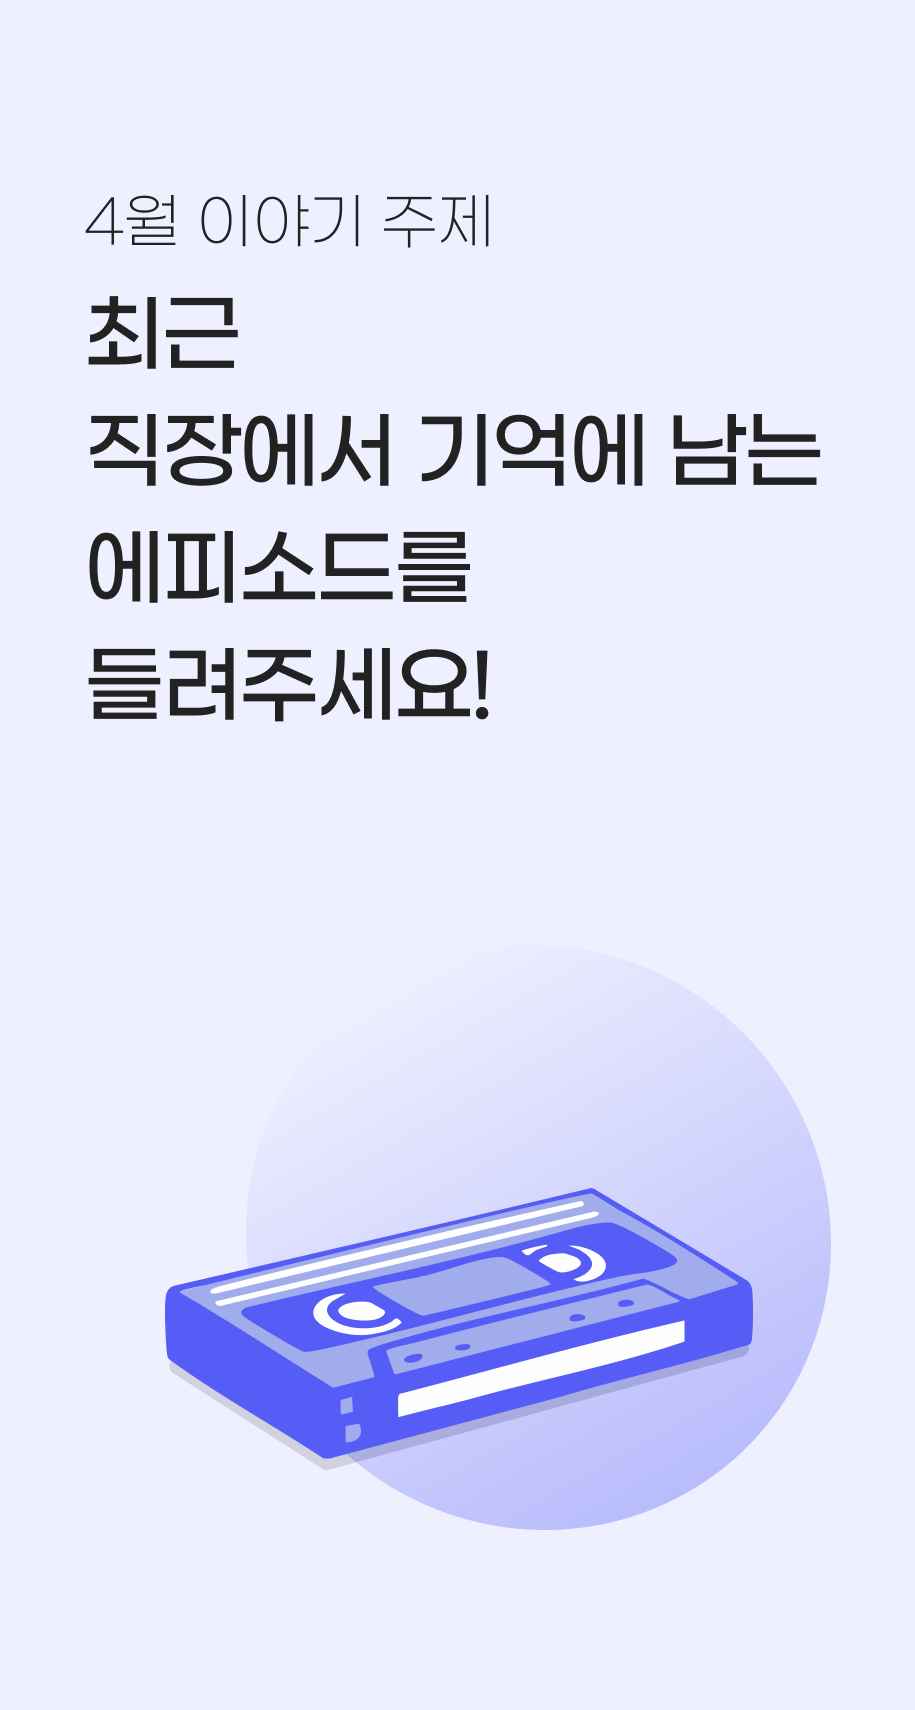 4월 이야기 주제
최근
직장에서 기억에 남는
에피소드를
들려주세요!